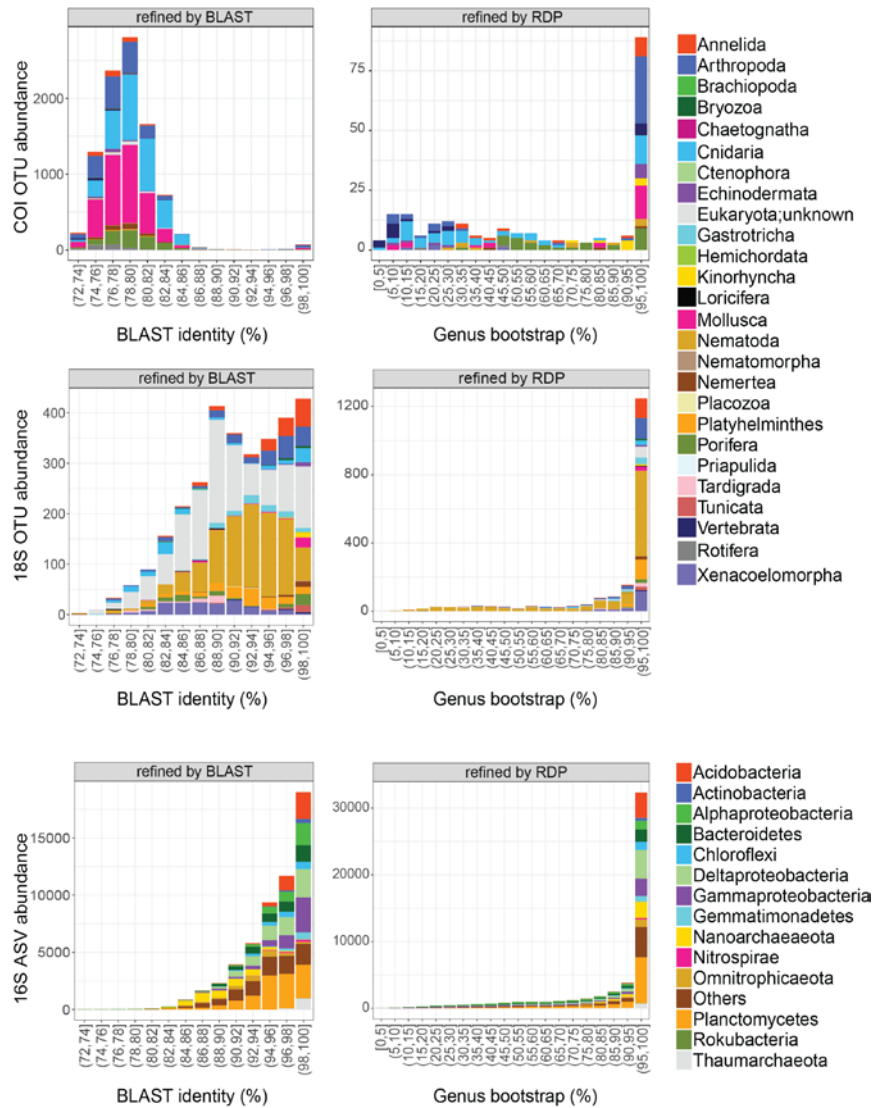 refined by BLAST
refined by RDP
COI OTU abundance
2000
1000
0
75
50
25
0
(72,74]
(74,76]
(76,78]
(78,80]
(80,82]
(82,84]
(84,86]
(86,88]
(88,90]
(90,92]
(92,94]
(94,96]
(96,98]
(98,100]
BLAST identity (%)
[0,5]
(5,10]
(10,15]
(15,20]
(20,25]
(25,30]
(30,35]
(35,40]
(40,45]
(45,50]
(50,55]
(55,60]
(60,65]
(65,70]
(70,75]
(75,80]
(80,85]
(85,90]
(90,95]
(95,100]
Genus bootstrap (%)
Annelida
Arthropoda
Brachiopoda
Bryozoa
Chaetognatha
Cnidaria
Ctenophora
Echinodermata
Eukaryota;unknown
Gastrotricha
Hemichordata
Kinorhyncha
Loricifera
Mollusca
Nematoda
Nematomorpha
Nemertea
Placozoa
Platyhelminthes
Porifera
Priapulida
Tardigrada
Tunicata
Vertebrata
Rotifera
Xenacoelomorpha
refined by BLAST
refined by RDP
18S OTU abundance
400
300
200
100
0
1200
800
400
0
(72,74]
(74,76]
(76,78]
(78,80]
(80,82]
(82,84]
(84,86]
(86,88]
(88,90]
(90,92]
(92,94]
(94,96]
(96,98]
(98,100]
BLAST identity (%)
[0,5]
(5,10]
(10,15]
(15,20]
(20,25]
(25,30]
(30,35]
(35,40]
(40,45]
(45,50]
(50,55]
(55,60]
(60,65]
(65,70]
(70,75]
(75,80]
(80,85]
(85,90]
(90,95]
(95,100]
Genus bootstrap (%)
refined by BLAST
refined by RDP
16S ASV abundance
15000
10000
5000
0
30000
20000
10000
0
(72,74]
(74,76]
(76,78]
(78,80]
(80,82]
(82,84]
(84,86]
(86,88]
(88,90]
(90,92]
(92,94]
(94,96]
(96,98]
(98,100]
BLAST identity (%)
[0,5]
(5,10]
(10,15]
(15,20]
(20,25]
(25,30]
(30,35]
(35,40]
(40,45]
(45,50]
(50,55]
(55,60]
(60,65]
(65,70]
(70,75]
(75,80]
(80,85]
(85,90]
(90,95]
(95,100]
Genus bootstrap (%)
Acidobacteria
Actinobacteria
Alphaproteobacteria
Bacteroidetes
Chloroflexi
Deltaproteobacteria
Gammaproteobacteria
Gemmatimonadetes
Nanoarchaeaeota
Nitrospirae
Omnitrophicaeota
Others
Planctomycetes
Rokubacteria
Thaumarchaeota